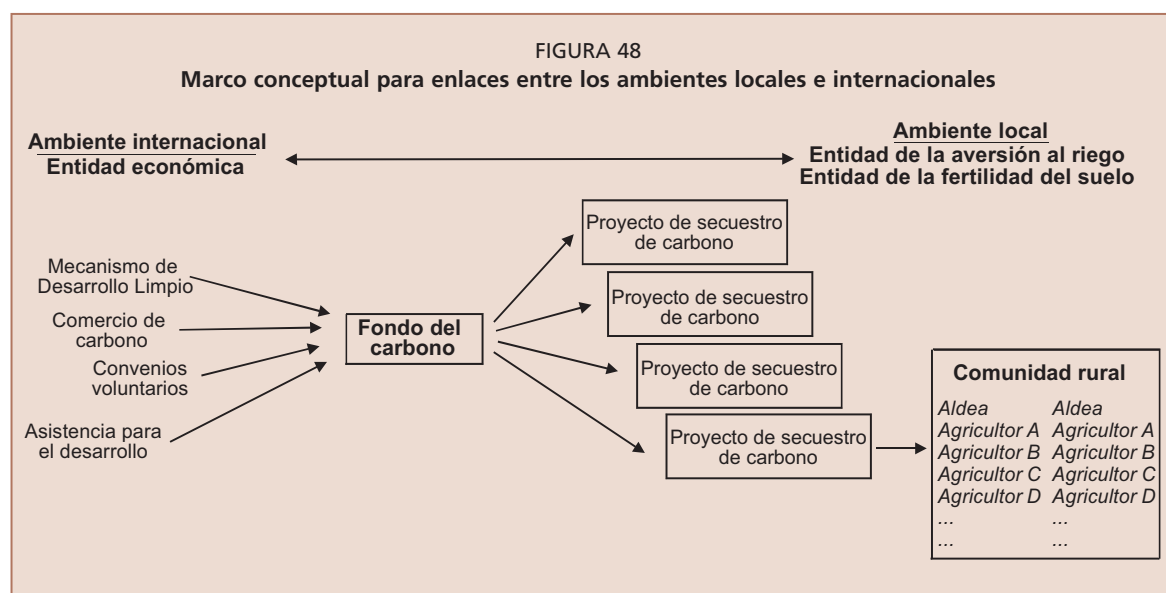 FIGURA 48
Marco conceptual para enlaces entre los ambientes locales e internacionales
Ambiente internacional
Entidad económica
Ambiente local
Entidad de la aversión al riego
Entidad de la fertilidad del suelo
Mecanismo de
Desarrollo Limpio
Comercio de
carbono
Convenios
voluntarios
Asistencia para
el desarrollo
Fondo del
carbono
Proyecto de secuestro
de carbono
Proyecto de secuestro
de carbono
Proyecto de secuestro
de carbono
Proyecto de secuestro
de carbono
Comunidad rural
Aldea Aldea
Agricultor A Agricultor A
Agricultor B Agricultor B
Agricultor C Agricultor C
Agricultor D Agricultor D
... ...
... ...